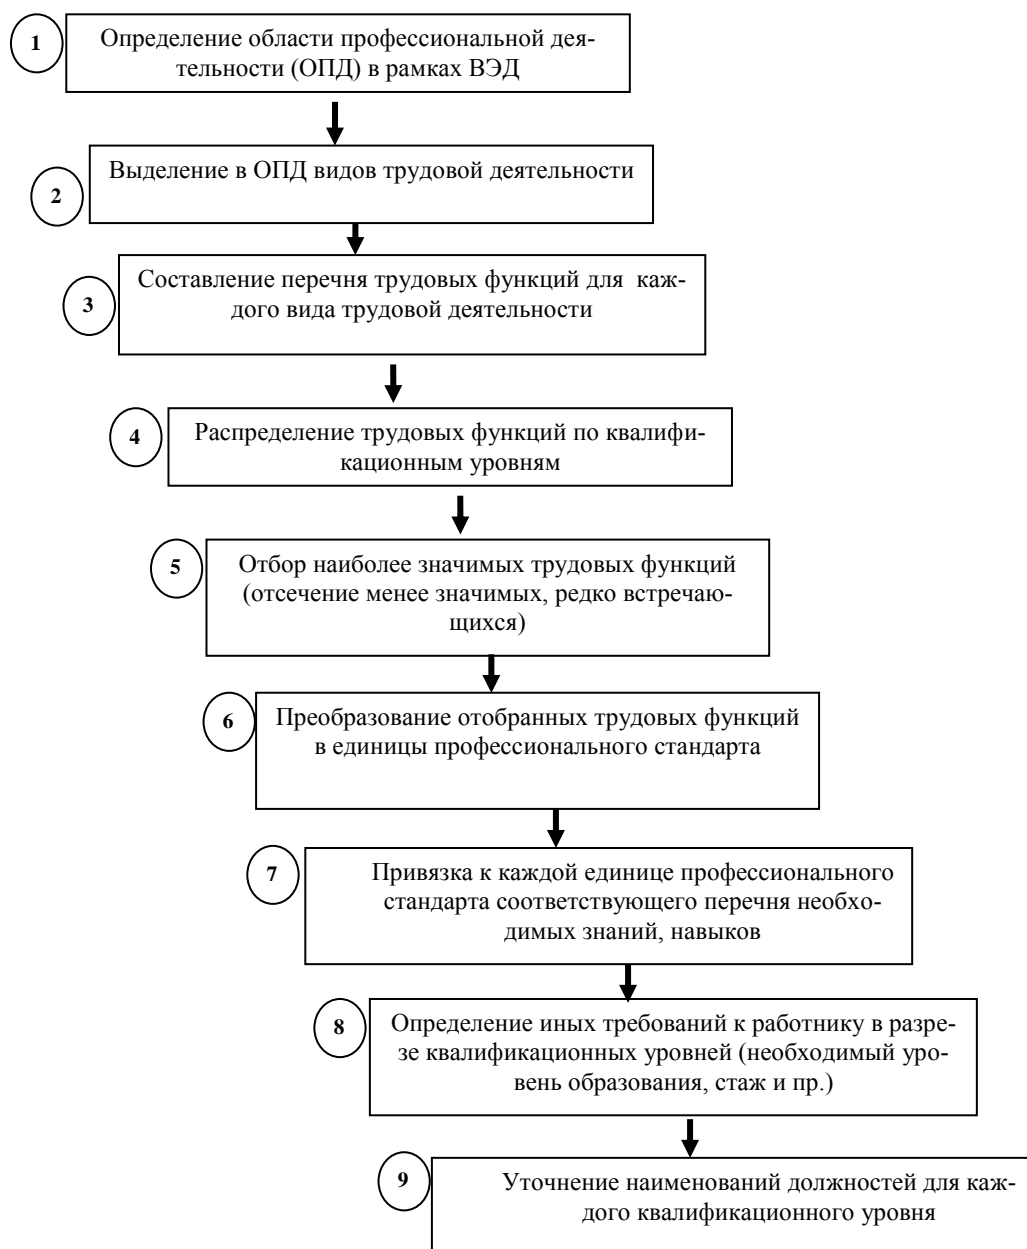 1
Определение области профессиональной дея-
тельности (ОПД) в рамках ВЭД
2
Выделение в ОПД видов трудовой деятельности
3
Составление перечня трудовых функций для каж-
дого вида трудовой деятельности
4
Распределение трудовых функций по квалифи-
кационным уровням
5
Отбор наиболее значимых трудовых функций
(отсечение менее значимых, редко встречаю-
щихся)
6
Преобразование отобранных трудовых функций
в единицы профессионального стандарта
7
Привязка к каждой единице профессионального
стандарта соответствующего перечня необхо-
димых знаний, навыков
8
Определение иных требований к работнику в разре-
зе квалификационных уровней (необходимый уро-
вень образования, стаж и пр.)
9
Уточнение наименований должностей для каж-
дого квалификационного уровня